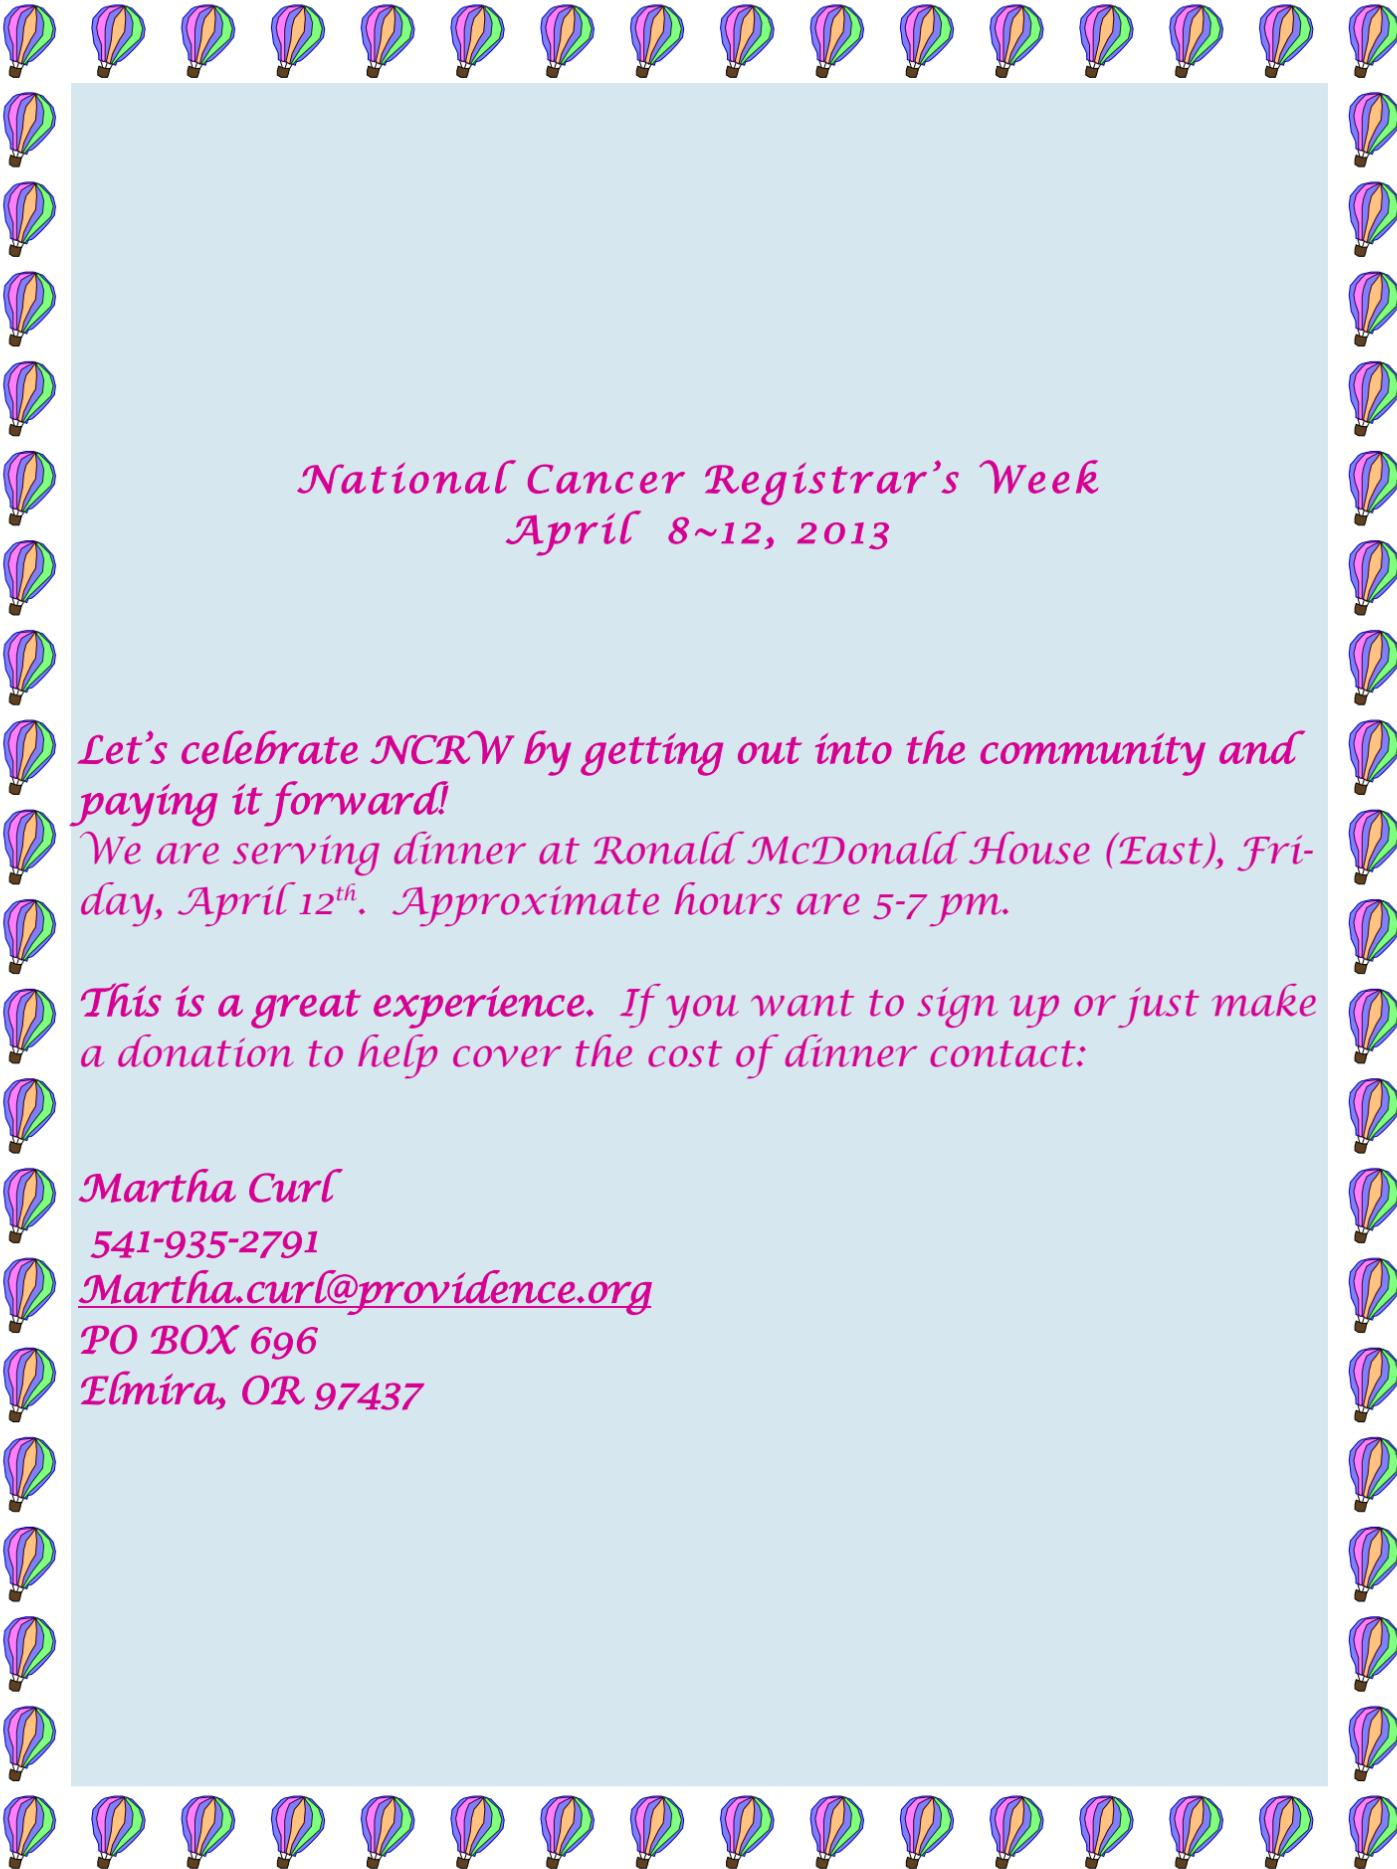 National Cancer Registrar’s Week
April  8~12, 2013
Let’s celebrate NCRW by getting out into the community and
paying it forward!
We are serving dinner at Ronald McDonald House (East), Fri-
day, April 12th.  Approximate hours are 5-7 pm.
This is a great experience.  If you want to sign up or just make
a donation to help cover the cost of dinner contact:
Martha Curl
541-935-2791
Martha.curl@providence.org
PO BOX 696
Elmira, OR 97437